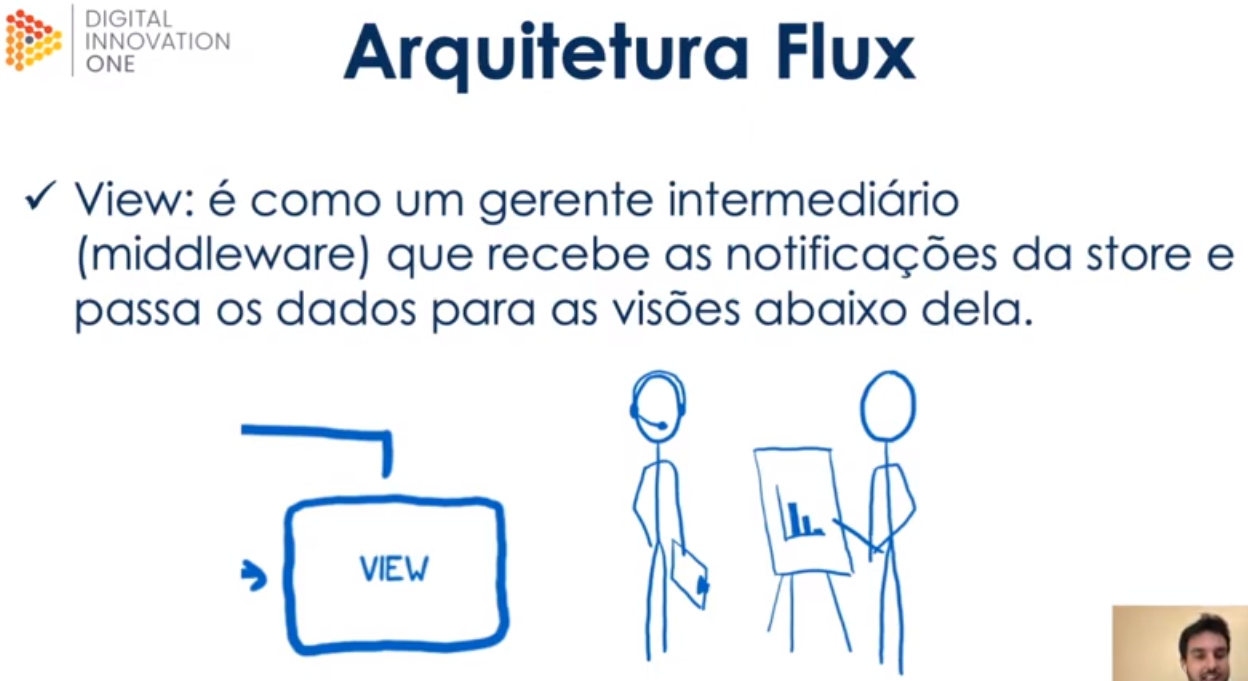 DIGITAL
INNOVATION
ONE
Arquitetura Flux
✓ View: é como um gerente intermediário
(middleware) que recebe as notificações da store e
passa os dados para as visões abaixo dela.
VIEW